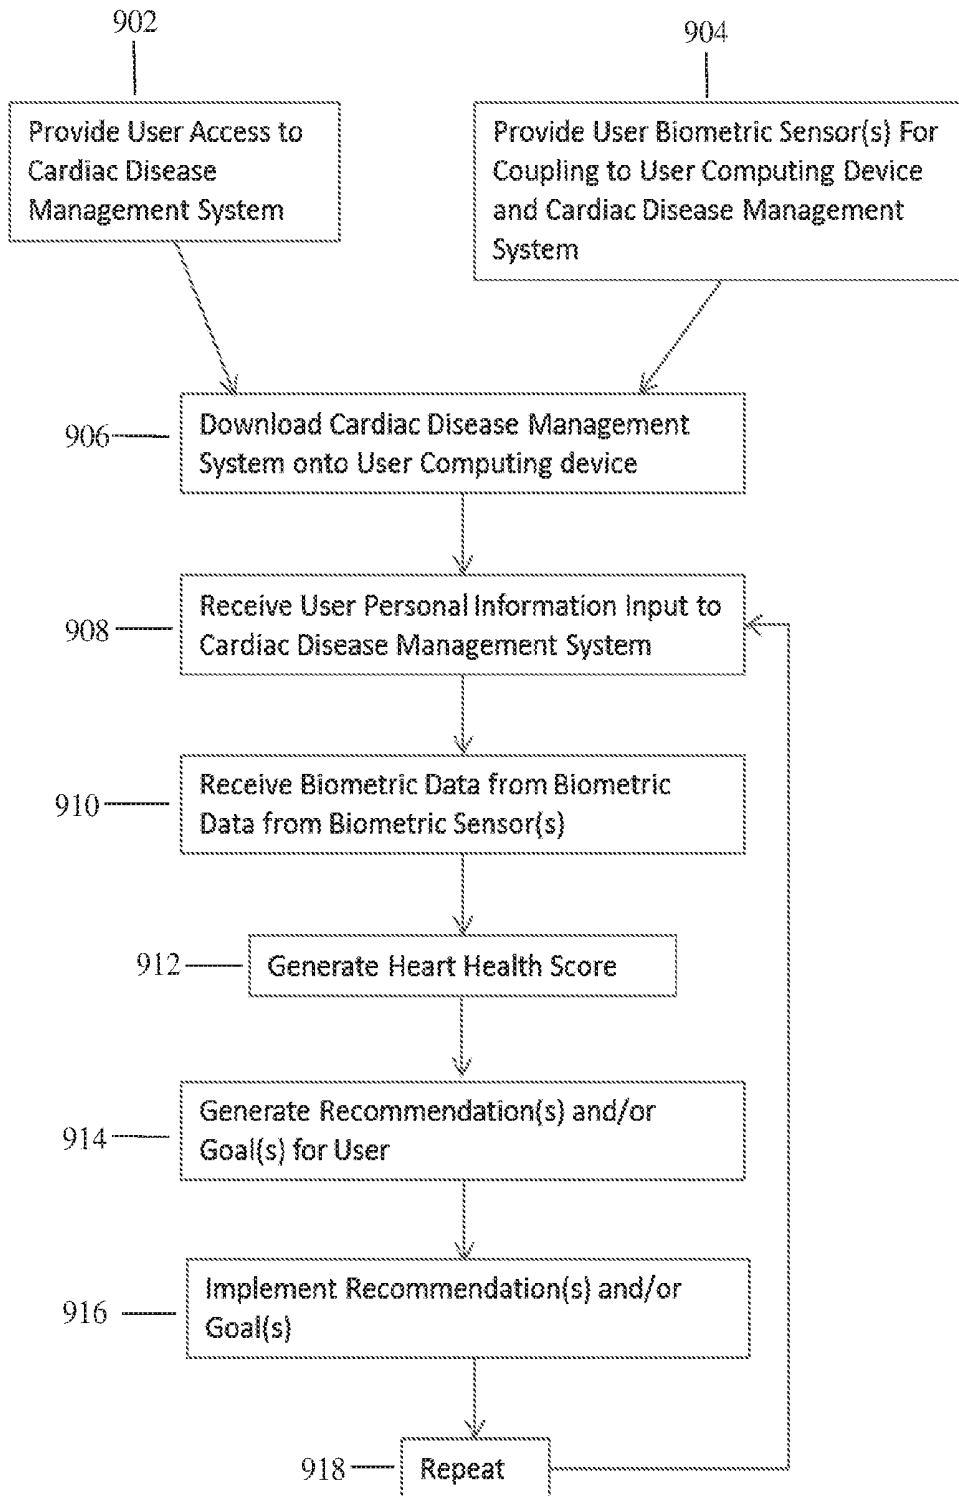 902
904
Provide User Access to
Cardiac Disease
Management System
Provide User Biometric Sensor(s) For
Coupling to User Computing Device
and Cardiac Disease Management
System
906
Download Cardiac Disease Management
System onto User Computing device
908
Receive User Personal Information Input to
Cardiac Disease Management System
910
Receive Biometric Data from Biometric
Data from Biometric Sensor(s)
912
Generate Heart Health Score
914
Generate Recommendation(s) and/or
Goal(s) for User
916
Implement Recommendation(s) and/or
Goal(s)
918
Repeat